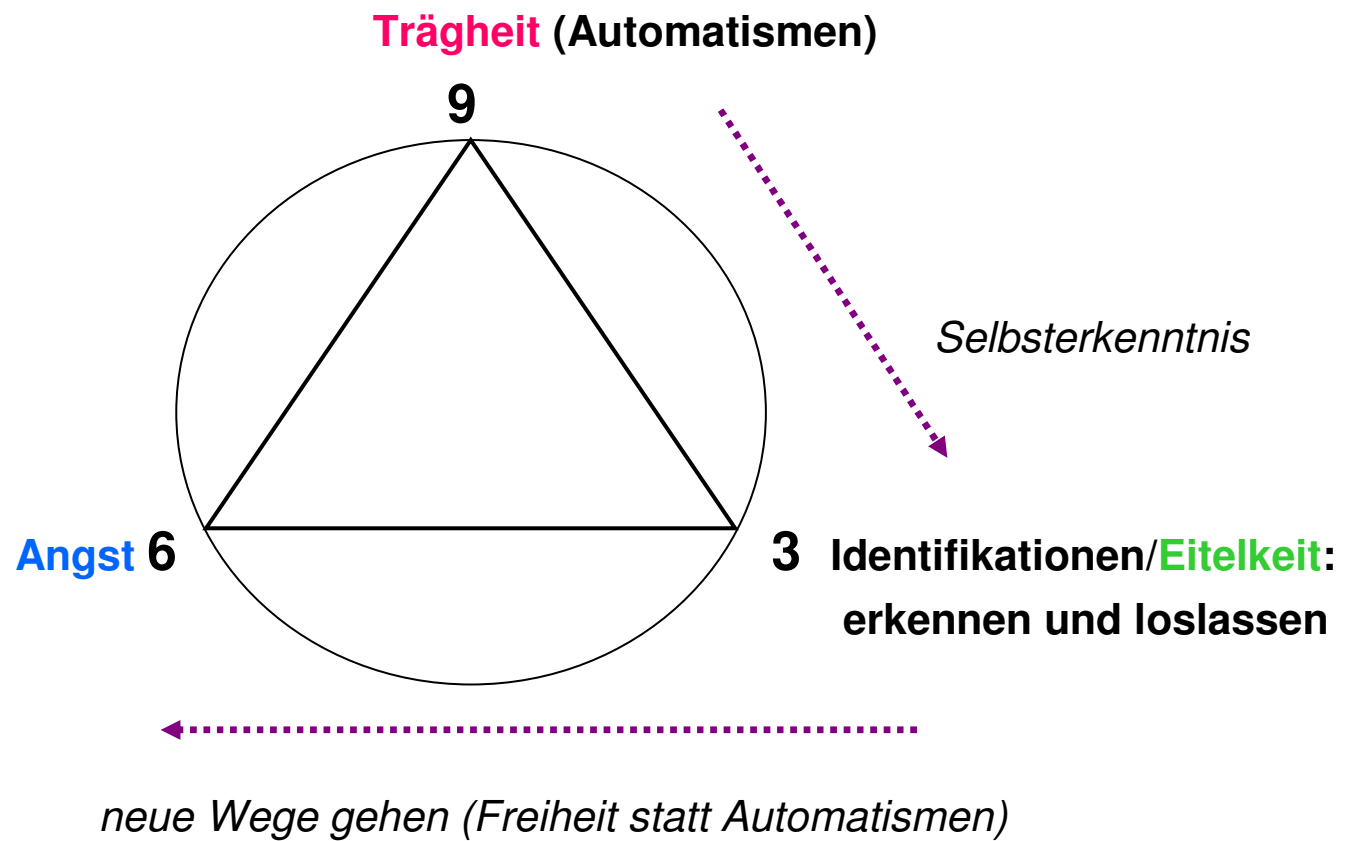 Trägheit (Automatismen)
9
Selbsterkenntnis
Angst 6
3 Identifikationen/Eitelkeit:
erkennen und loslassen
neue Wege gehen (Freiheit statt Automatismen)